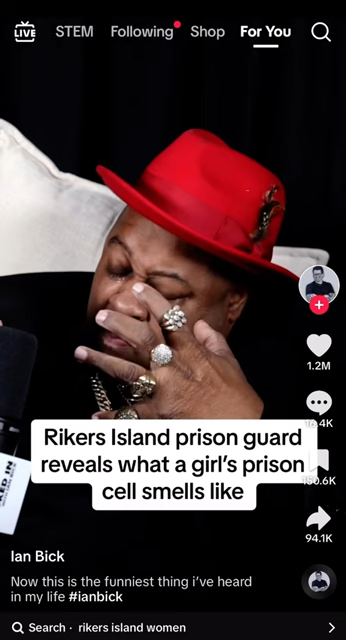 LIVE
STEM
Following
Shop
For You
1.2M
Rikers Island prison guard
reveals what a girl's prison
cell smells like
94.1K
Ian Bick
Now this is the funniest thing i've heard
in my life #ianbick
Search · rikers island women